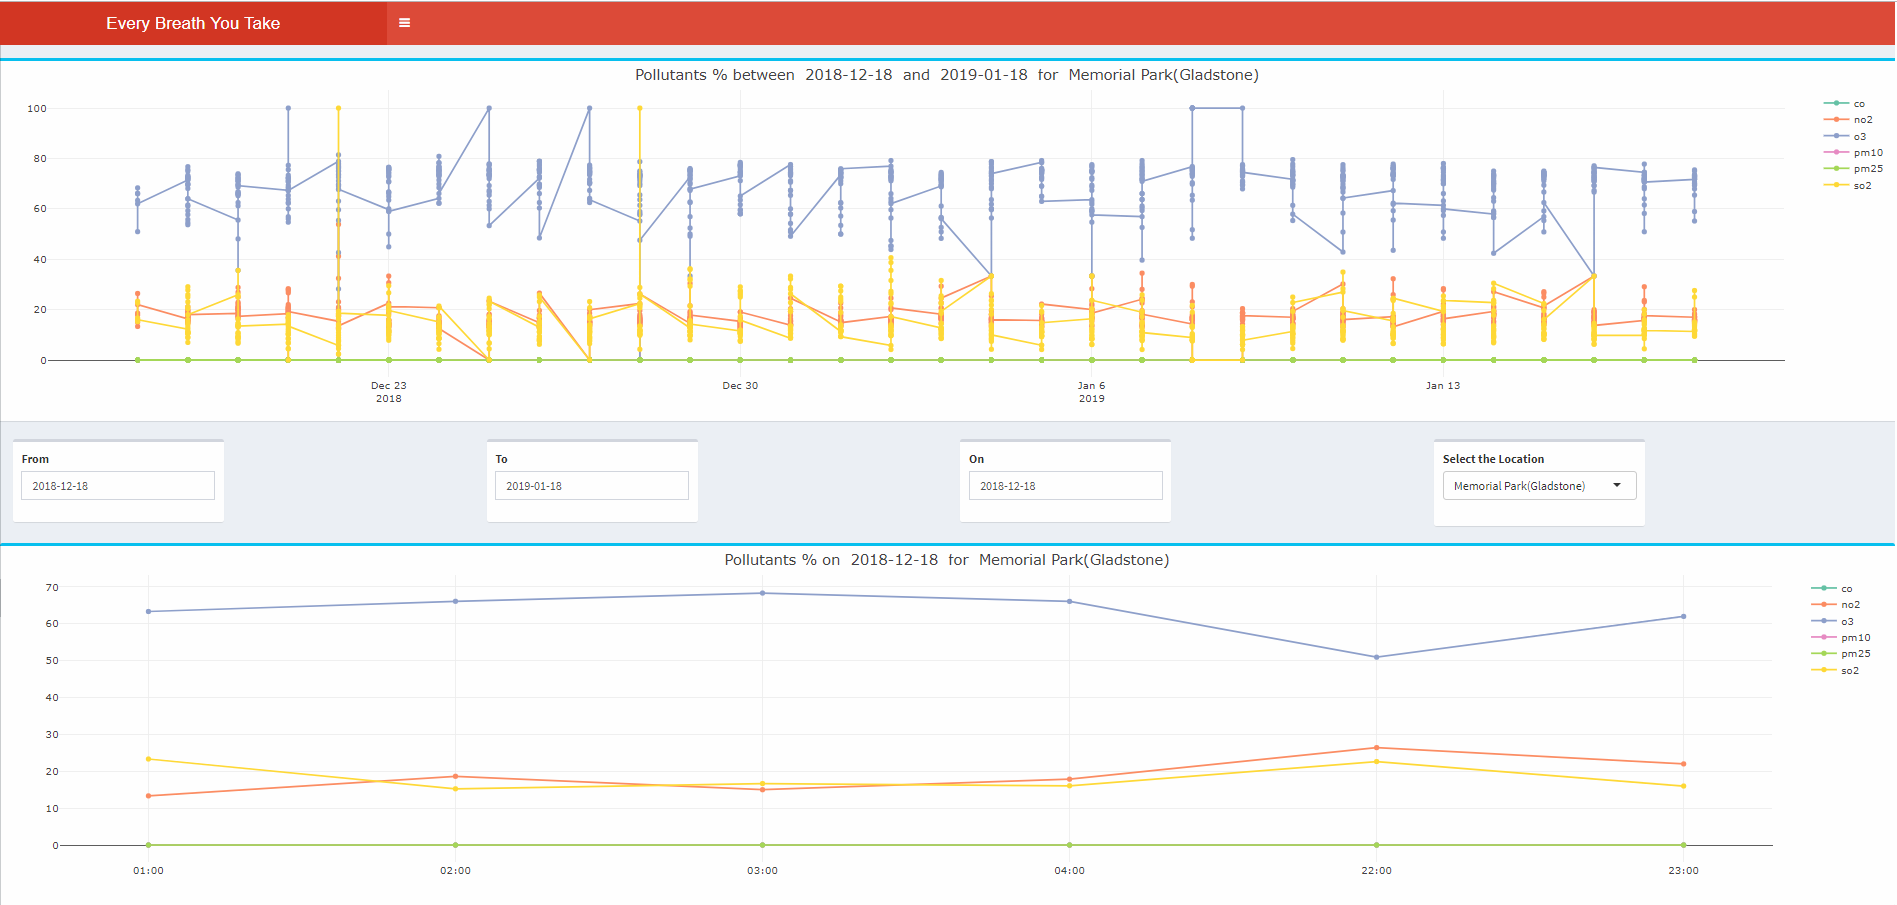 Every Breath You Take
Pollutants % between 2018-12-18 and 2019-01-18 for Memorial Park(Gladstone)
100
80
60
40
20
0
Dec 23
2018
Dec 30
Jan 6
2019
Jan 13
co
no2
o3
pm10
pm25
so2
From
2018-12-18
To
2019-01-18
On
2018-12-18
Select the Location
Memorial Park(Gladstone)
Pollutants % on 2018-12-18 for Memorial Park(Gladstone)
70
60
50
40
30
20
10
0
01:00
02:00
03:00
04:00
22:00
23:00
co
no2
o3
pm10
pm25
so2